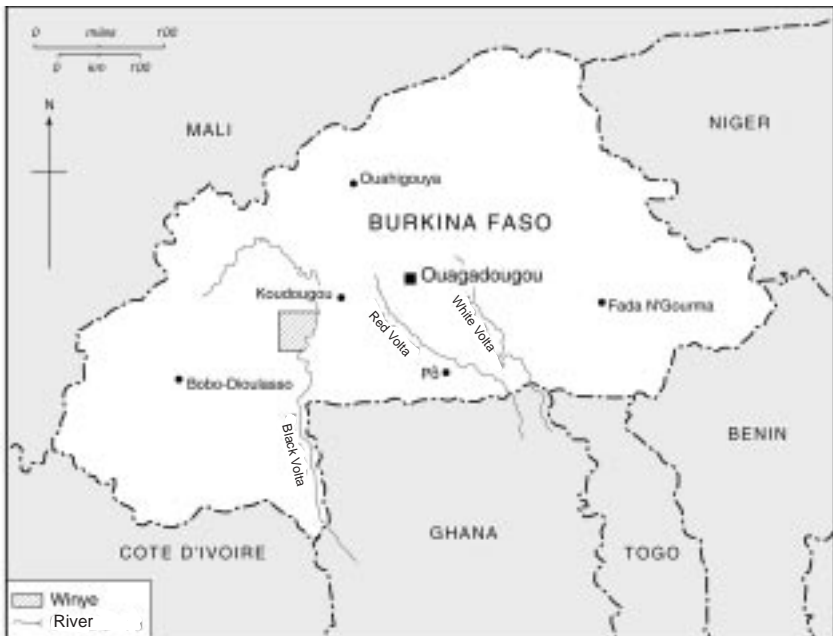 0 miles 100
0 km 100
N
MALI
NIGER
Ouahigouya
BURKINA FASO
Ouagadougou
Koudougou
Fada N'Gourma
Red Volta
White Volta
Pô
Bobo-Dioulasso
Black Volta
BENIN
GHANA
COTE D'IVOIRE
TOGO
Winye
River